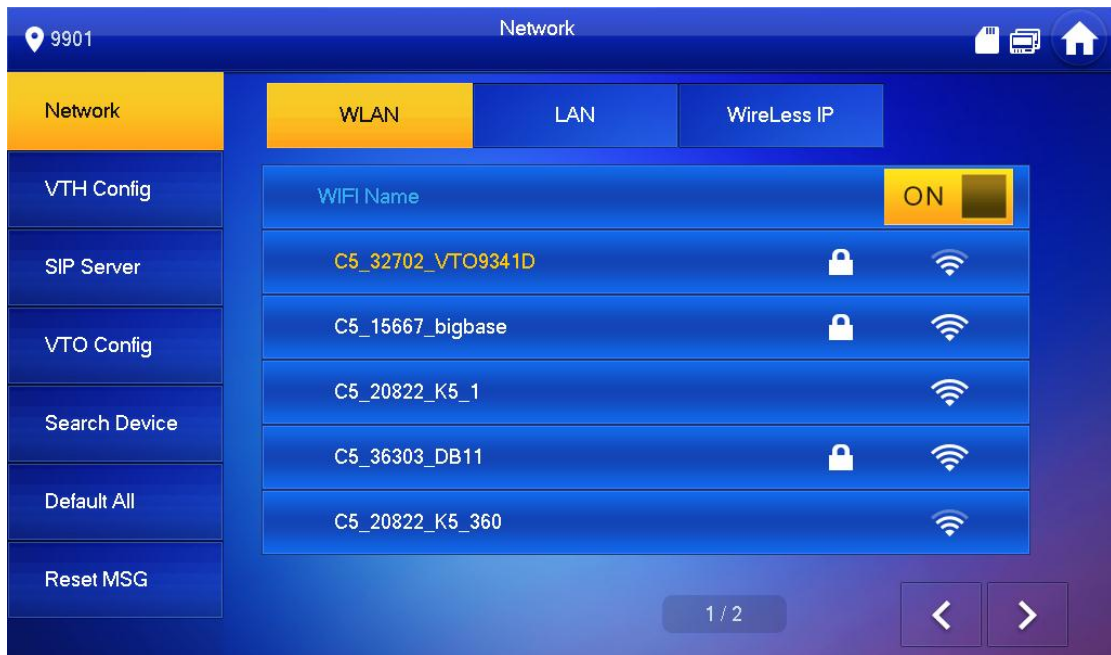 9901
Network
Network
VTH Config
SIP Server
VTO Config
Search Device
Default All
Reset MSG
WLAN
LAN
WireLess IP
WIFI Name
ON
C5_32702_VTO9341D
C5_15667_bigbase
C5_20822_K5_1
C5_36303_DB11
C5_20822_K5_360
1 / 2